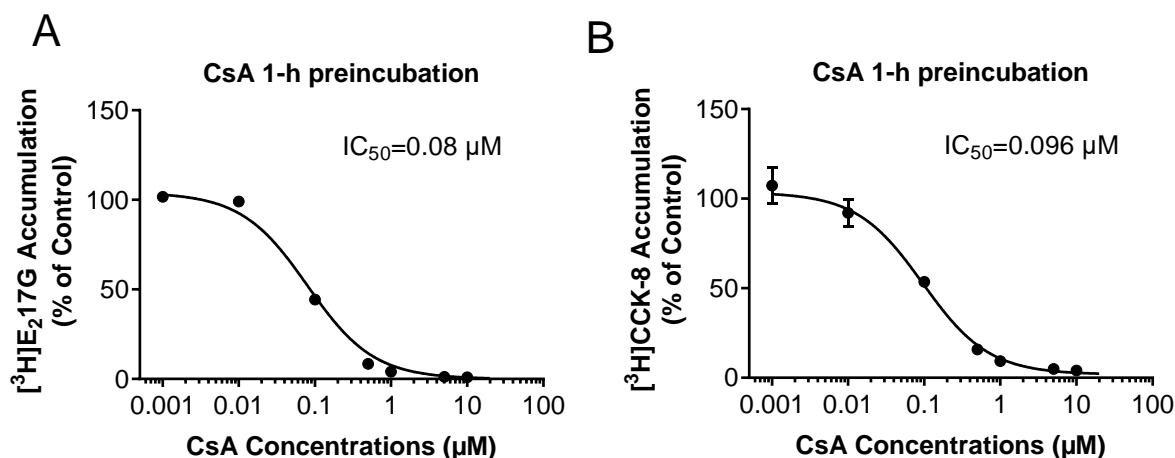 A
CsA 1-h preincubation
IC₅₀=0.08 µM
[³H]E₂17G Accumulation
(% of Control)
150
100
50
0
0.001 0.01 0.1 1 10 100
CsA Concentrations (µM)
B
CsA 1-h preincubation
IC₅₀=0.096 µM
[³H]CCK-8 Accumulation
(% of Control)
150
100
50
0
0.001 0.01 0.1 1 10 100
CsA Concentrations (µM)